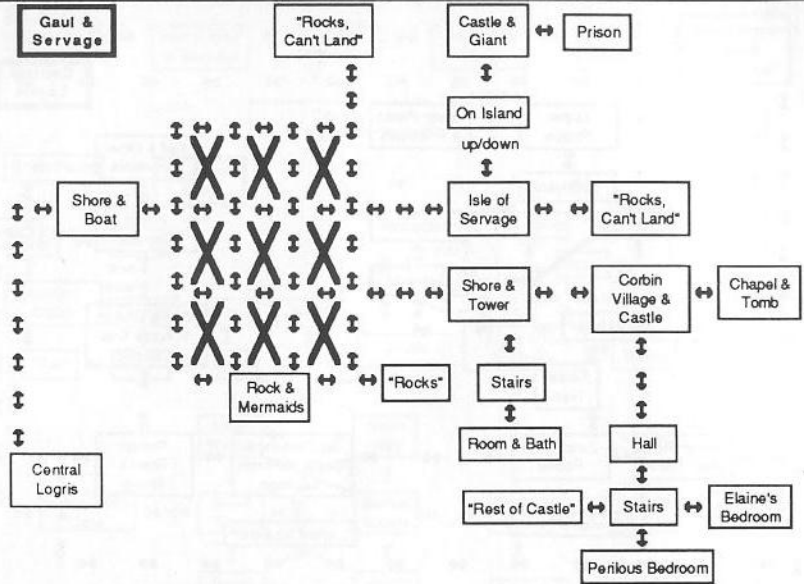 Gaul &
Servage
"Rocks,
Can't Land"
Castle &
Giant
Prison
On Island
up/down
Shore &
Boat
Isle of
Servage
"Rocks,
Can't Land"
Shore &
Tower
Corbin
Village &
Castle
Chapel &
Tomb
Rock &
Mermaids
"Rocks"
Stairs
Room & Bath
Hall
Central
Logris
"Rest of Castle"
Stairs
Elaine's
Bedroom
Perilous Bedroom